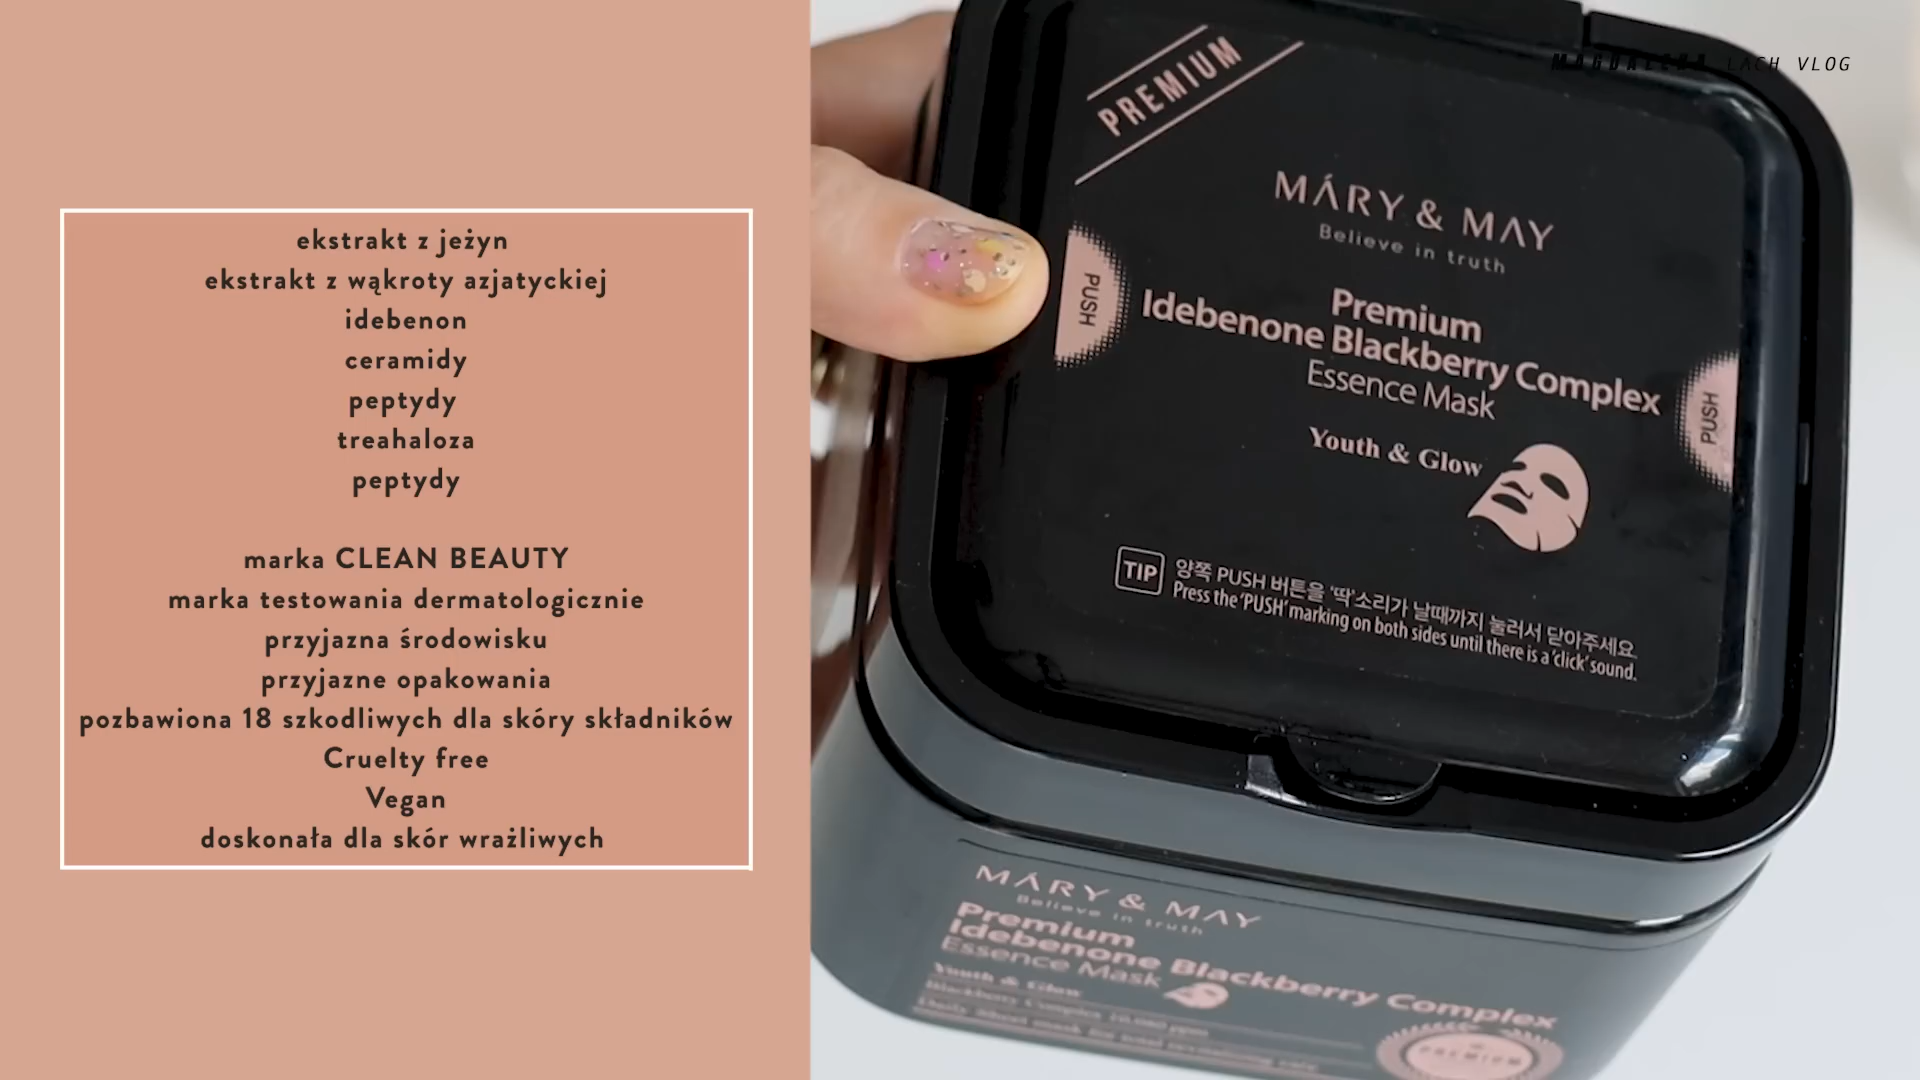 ekstrakt z jeżyn
ekstrakt z wąkroty azjatyckiej
idebenon
ceramidy
peptydy
treahaloza
peptydy
marka CLEAN BEAUTY
marka testowania dermatologicznie
przyjazna środowisku
przyjazne opakowania
pozbawiona 18 szkodliwych dla skóry składników
Cruelty free
Vegan
doskonała dla skór wrażliwych
MAGDALENA LACH VLOG
PREMIUM
MÁRY & MAY
Believe in truth
PUSH
Premium
Idebenone Blackberry Complex
Essence Mask
PUSH
Youth & Glow
TIP 양쪽 PUSH 버튼을 '딱'소리가 날때까지 눌러서 닫아주세요.
Press the 'PUSH' marking on both sides until there is a 'click' sound.
MÁRY & MAY
Believe in truth
Premium
Idebenone Blackberry Complex
Essence Mask
Youth & Glow
PREMIUM